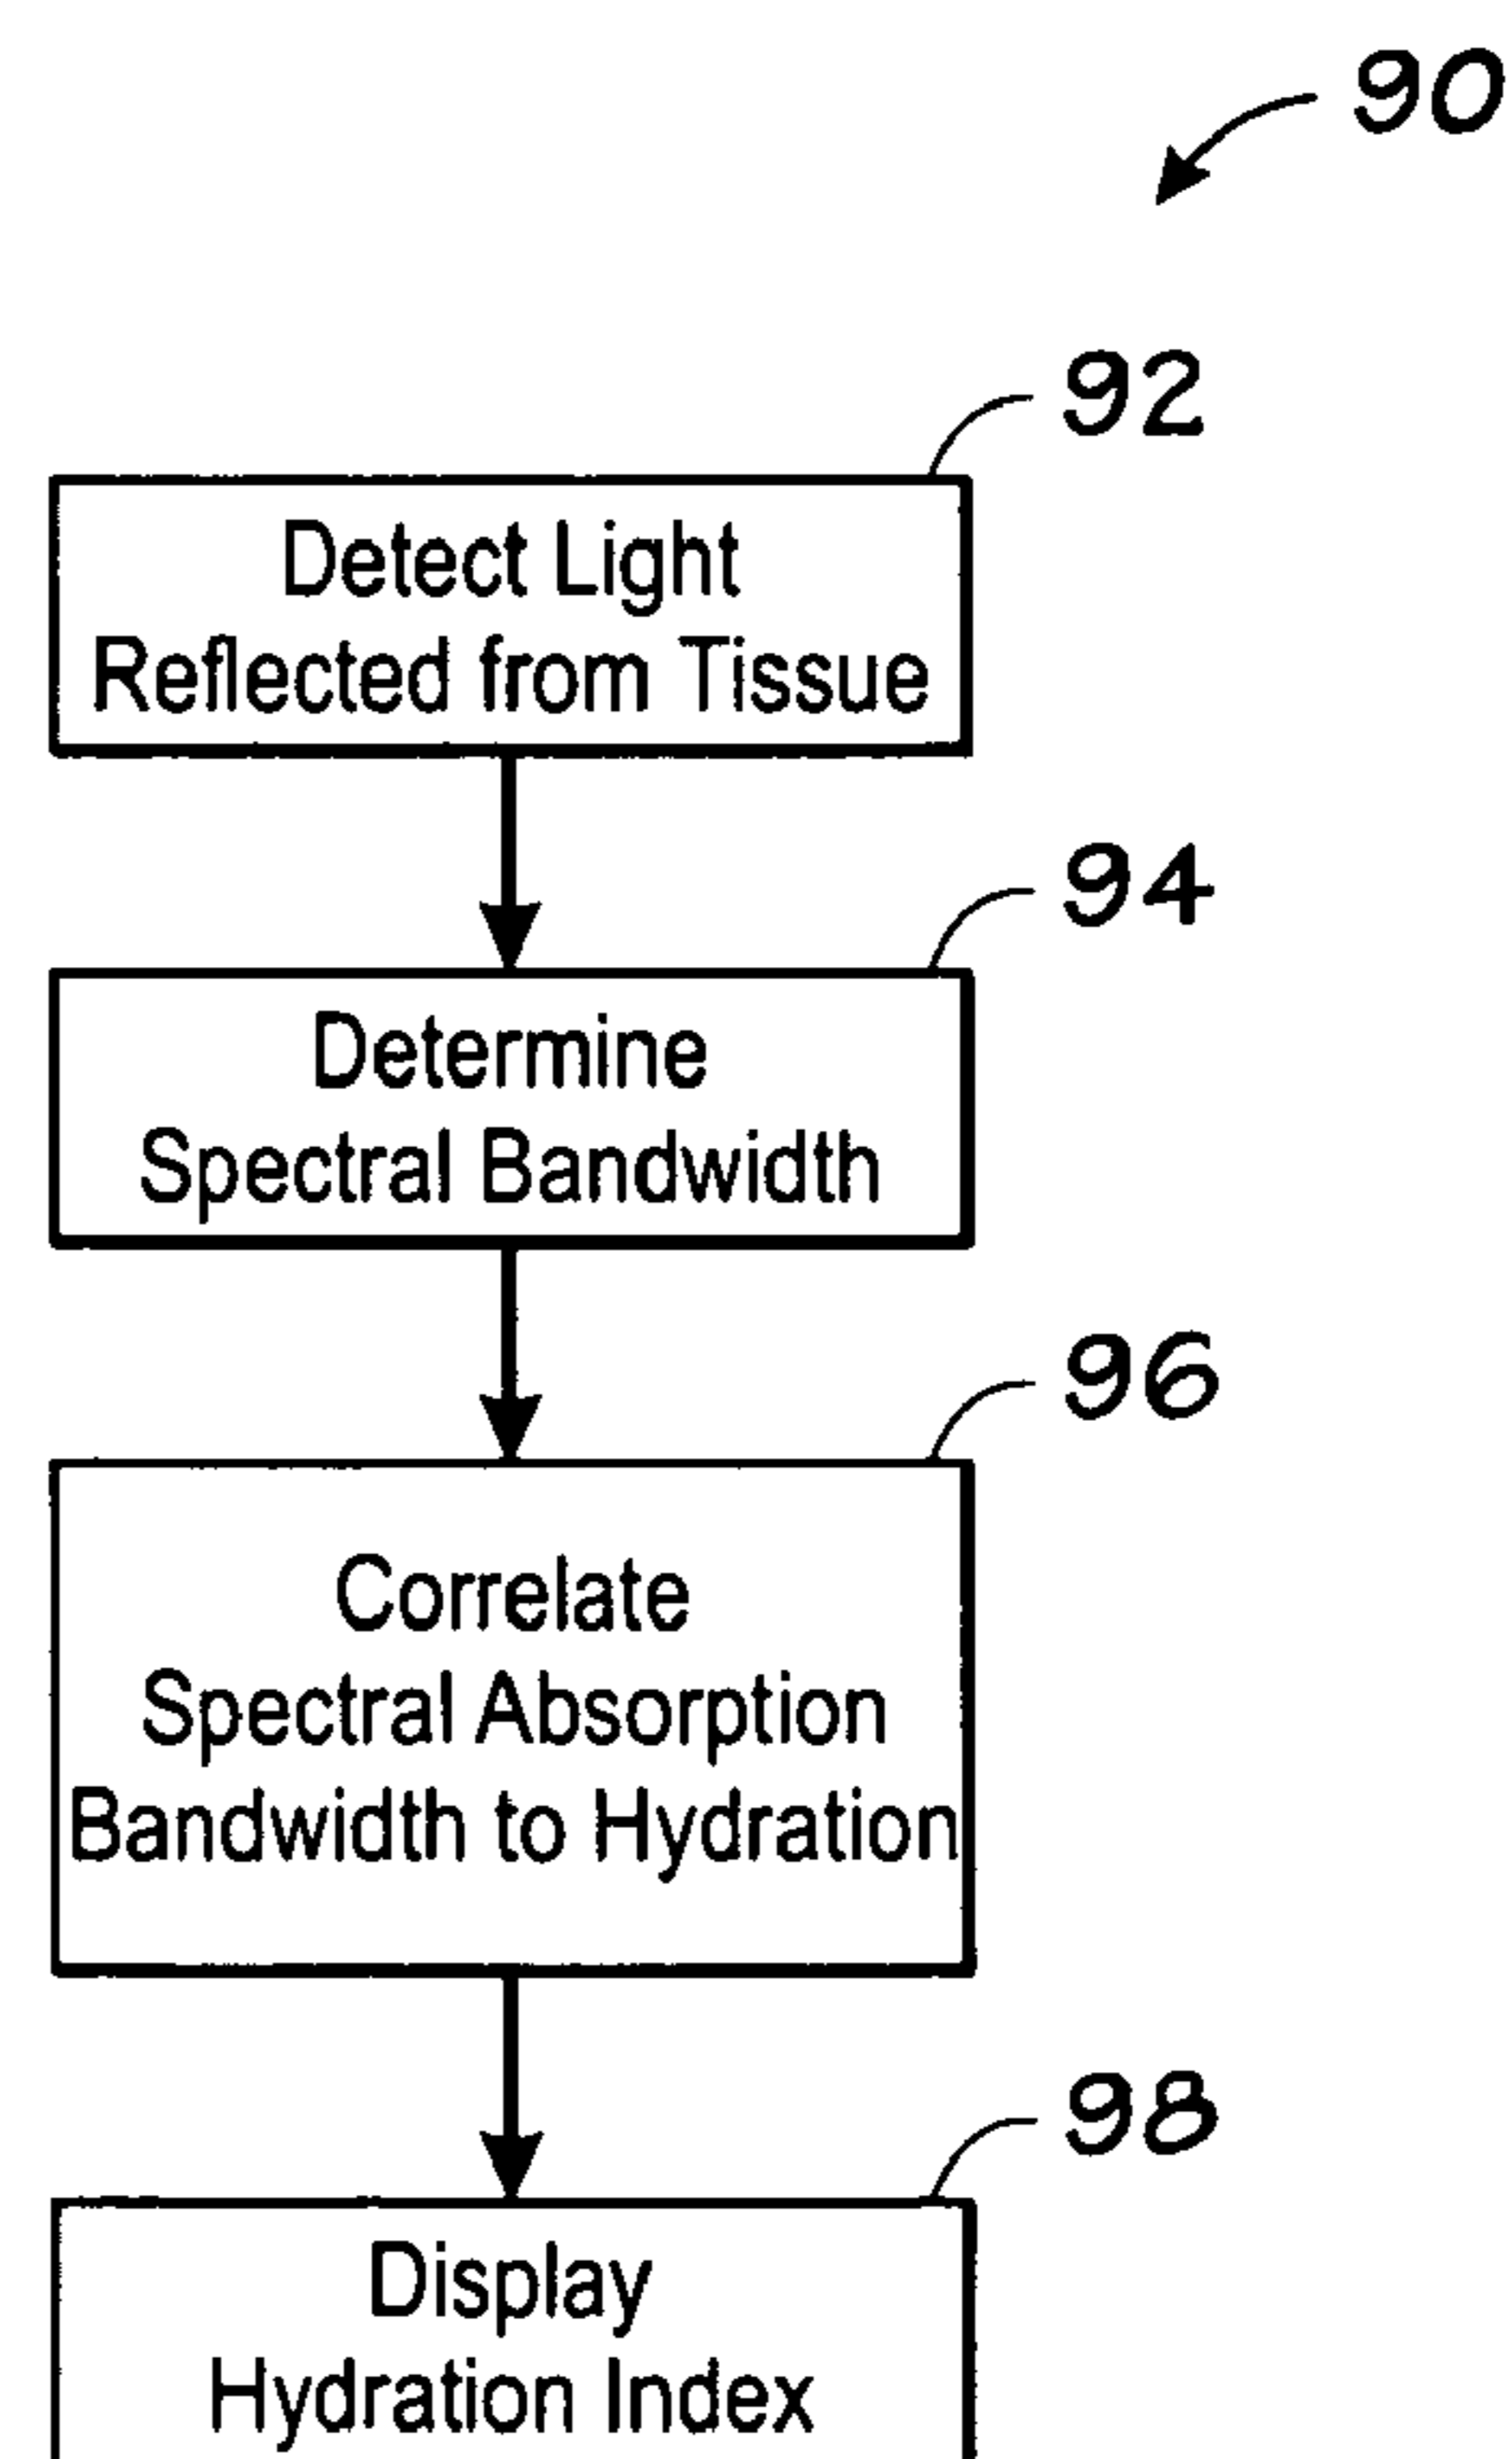 90
92
Detect Light
Reflected from Tissue
94
Determine
Spectral Bandwidth
96
Correlate
Spectral Absorption
Bandwidth to Hydration
98
Display
Hydration Index